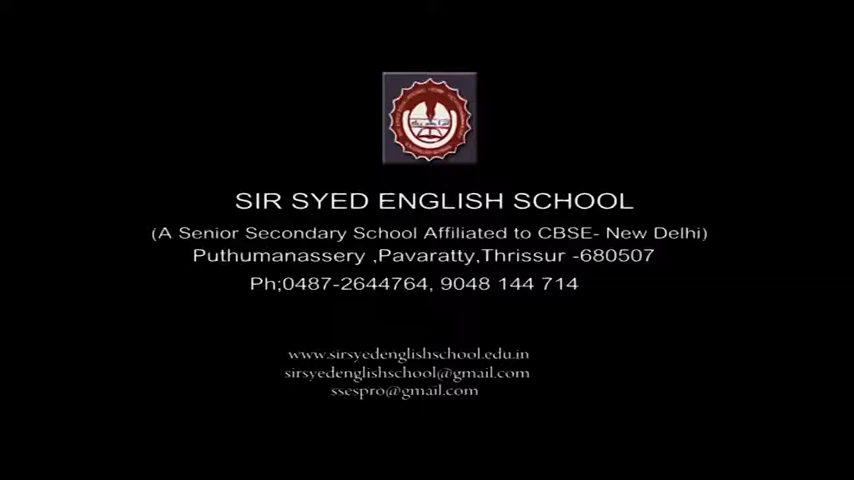 SIR SYED ENGLISH SCHOOL
(A Senior Secondary School Affiliated to CBSE- New Delhi)
Puthumanassery ,Pavaratty,Thrissur -680507
Ph;0487-2644764, 9048 144 714
www.sirsyedenglishschool.edu.in
sirsyedenglishschool@gmail.com
ssespro@gmail.com